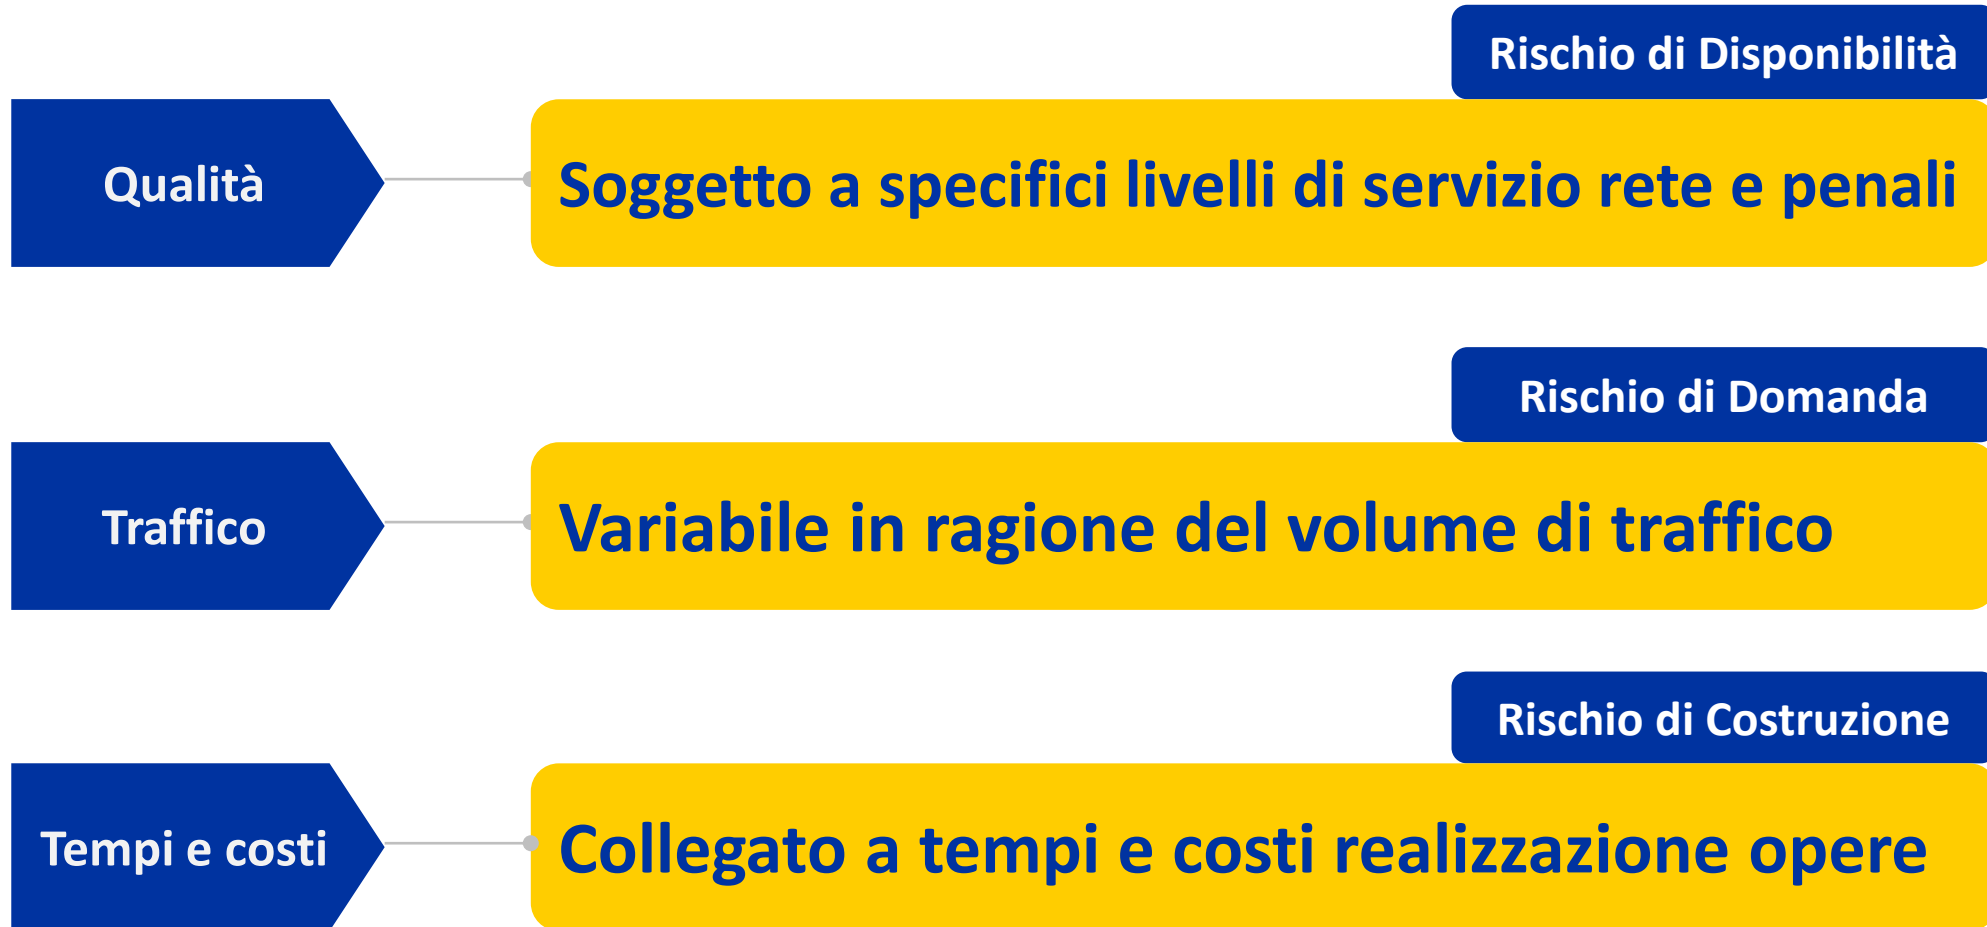 Rischio di Disponibilità
Qualità
Soggetto a specifici livelli di servizio rete e penali
Rischio di Domanda
Traffico
Variabile in ragione del volume di traffico
Rischio di Costruzione
Tempi e costi
Collegato a tempi e costi realizzazione opere